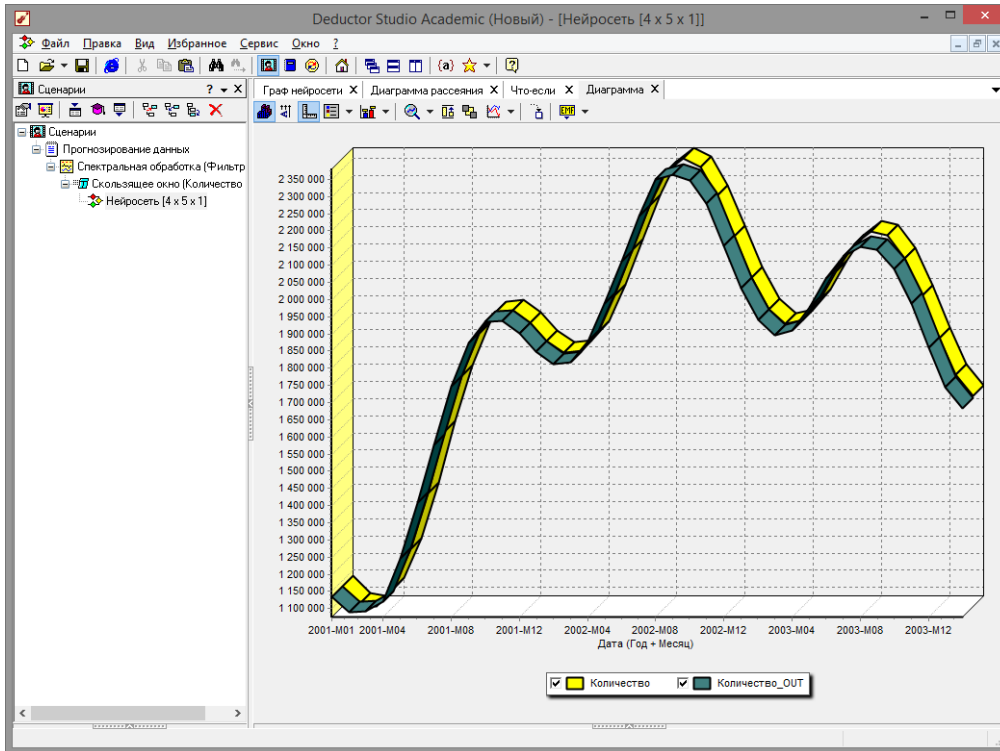 Deductor Studio Academic (Новый) - [Нейросеть [4 x 5 x 1]]
Файл Правка Вид Избранное Сервис Окно ?
Сценарии ?
Сценарии
Прогнозирование данных
Спектральная обработка (Фильтр
Скользящее окно (Количество
Нейросеть [4 x 5 x 1]
Граф нейросети X Диаграмма рассеяния X Что-если X Диаграмма X
{a}
EMF
2 350 000
2 300 000
2 250 000
2 200 000
2 150 000
2 100 000
2 050 000
2 000 000
1 950 000
1 900 000
1 850 000
1 800 000
1 750 000
1 700 000
1 650 000
1 600 000
1 550 000
1 500 000
1 450 000
1 400 000
1 350 000
1 300 000
1 250 000
1 200 000
1 150 000
1 100 000
2001-M01 2001-M04 2001-M08 2001-M12 2002-M04 2002-M08 2002-M12 2003-M04 2003-M08 2003-M12
Дата (Год + Месяц)
Количество Количество_OUT